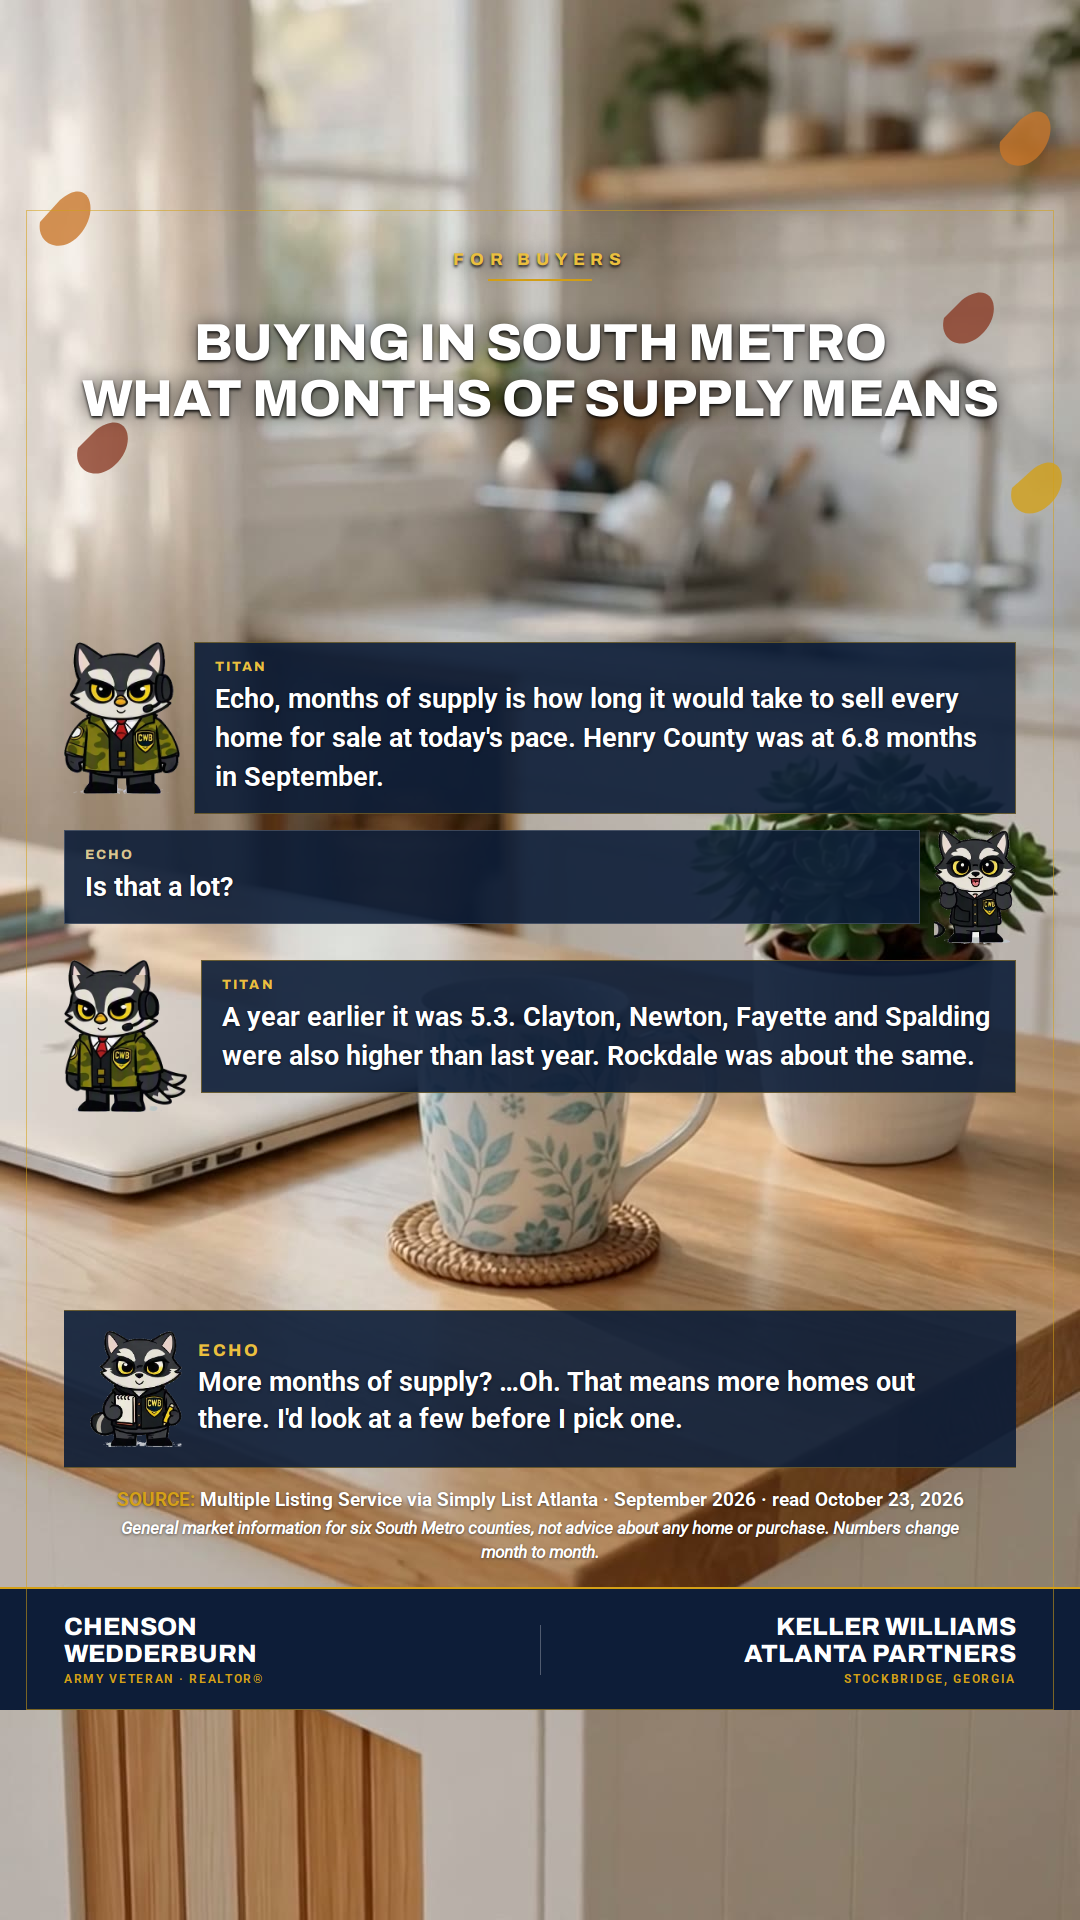 FOR BUYERS
BUYING IN SOUTH METRO
WHAT MONTHS OF SUPPLY MEANS
TITAN
Echo, months of supply is how long it would take to sell every
home for sale at today's pace. Henry County was at 6.8 months
in September.
CWB
ECHO
Is that a lot?
CWB
TITAN
A year earlier it was 5.3. Clayton, Newton, Fayette and Spalding
were also higher than last year. Rockdale was about the same.
CWB
ECHO
More months of supply? ...Oh. That means more homes out
there. I'd look at a few before I pick one.
CWB
SOURCE: Multiple Listing Service via Simply List Atlanta · September 2026 · read October 23, 2026
General market information for six South Metro counties, not advice about any home or purchase. Numbers change
month to month.
CHENSON
WEDDERBURN
ARMY VETERAN · REALTOR®
KELLER WILLIAMS
ATLANTA PARTNERS
STOCKBRIDGE, GEORGIA